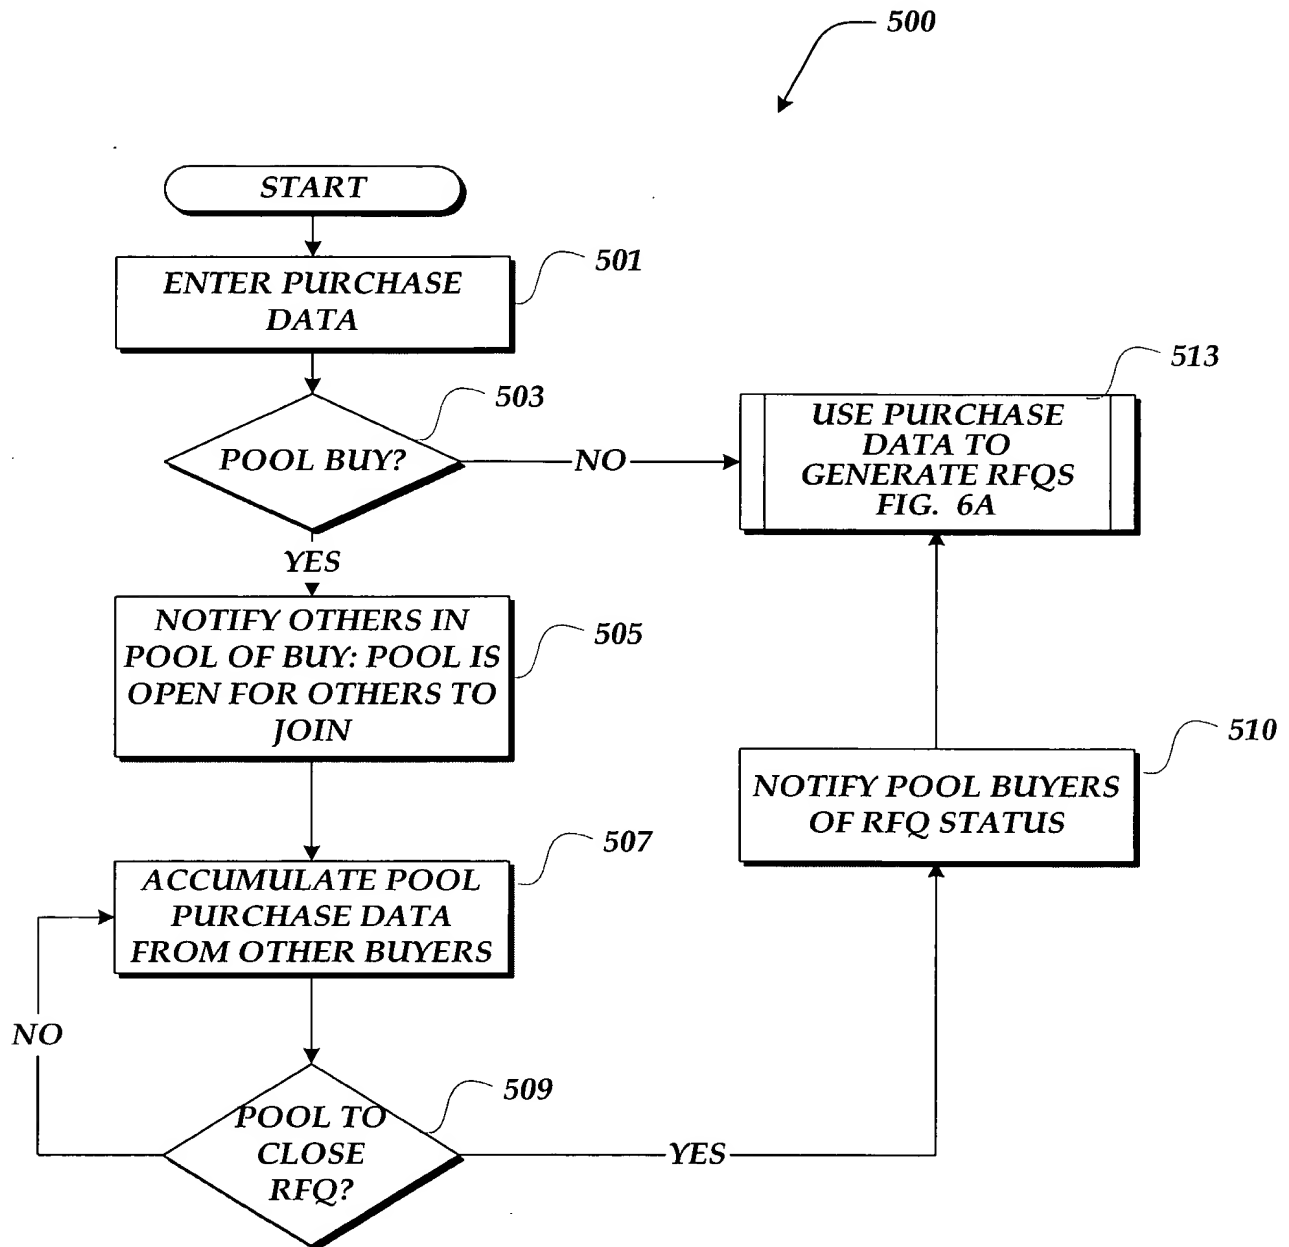 500
START
501
ENTER PURCHASE
DATA
503
POOL BUY?
NO
513
USE PURCHASE
DATA TO
GENERATE RFQS
FIG. 6A
YES
NOTIFY OTHERS IN
POOL OF BUY: POOL IS
OPEN FOR OTHERS TO
JOIN
505
510
NOTIFY POOL BUYERS
OF RFQ STATUS
507
ACCUMULATE POOL
PURCHASE DATA
FROM OTHER BUYERS
NO
509
POOL TO
CLOSE
RFQ?
YES